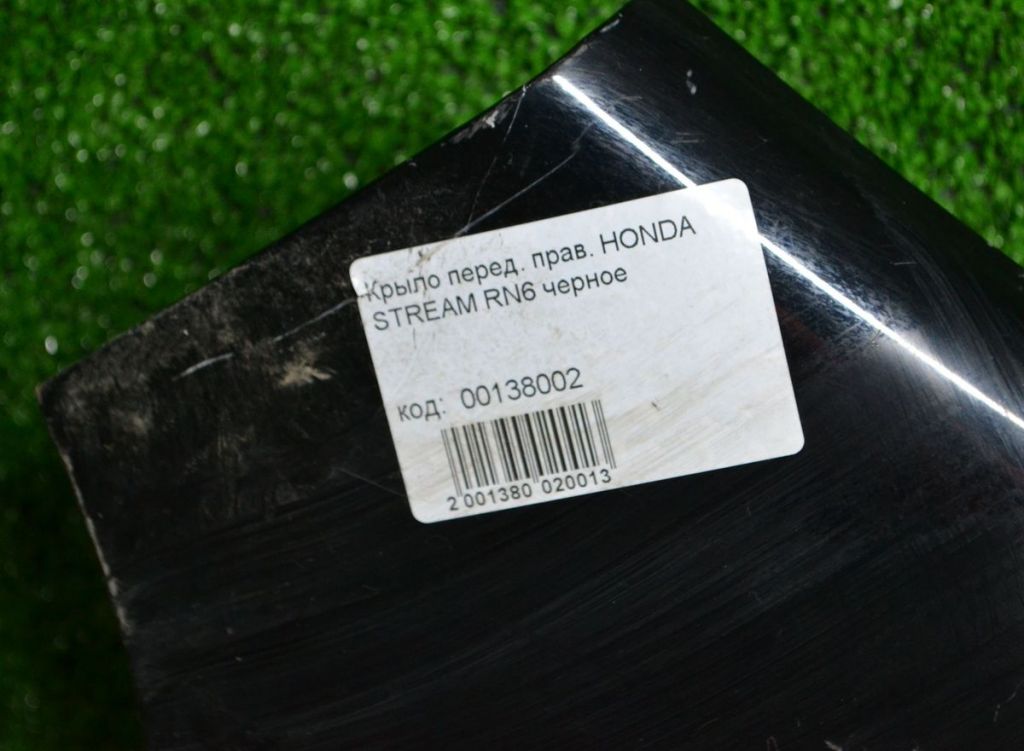 Крыло перед. прав. HONDA
STREAM RN6 черное
код: 00138002
2 001380 020013